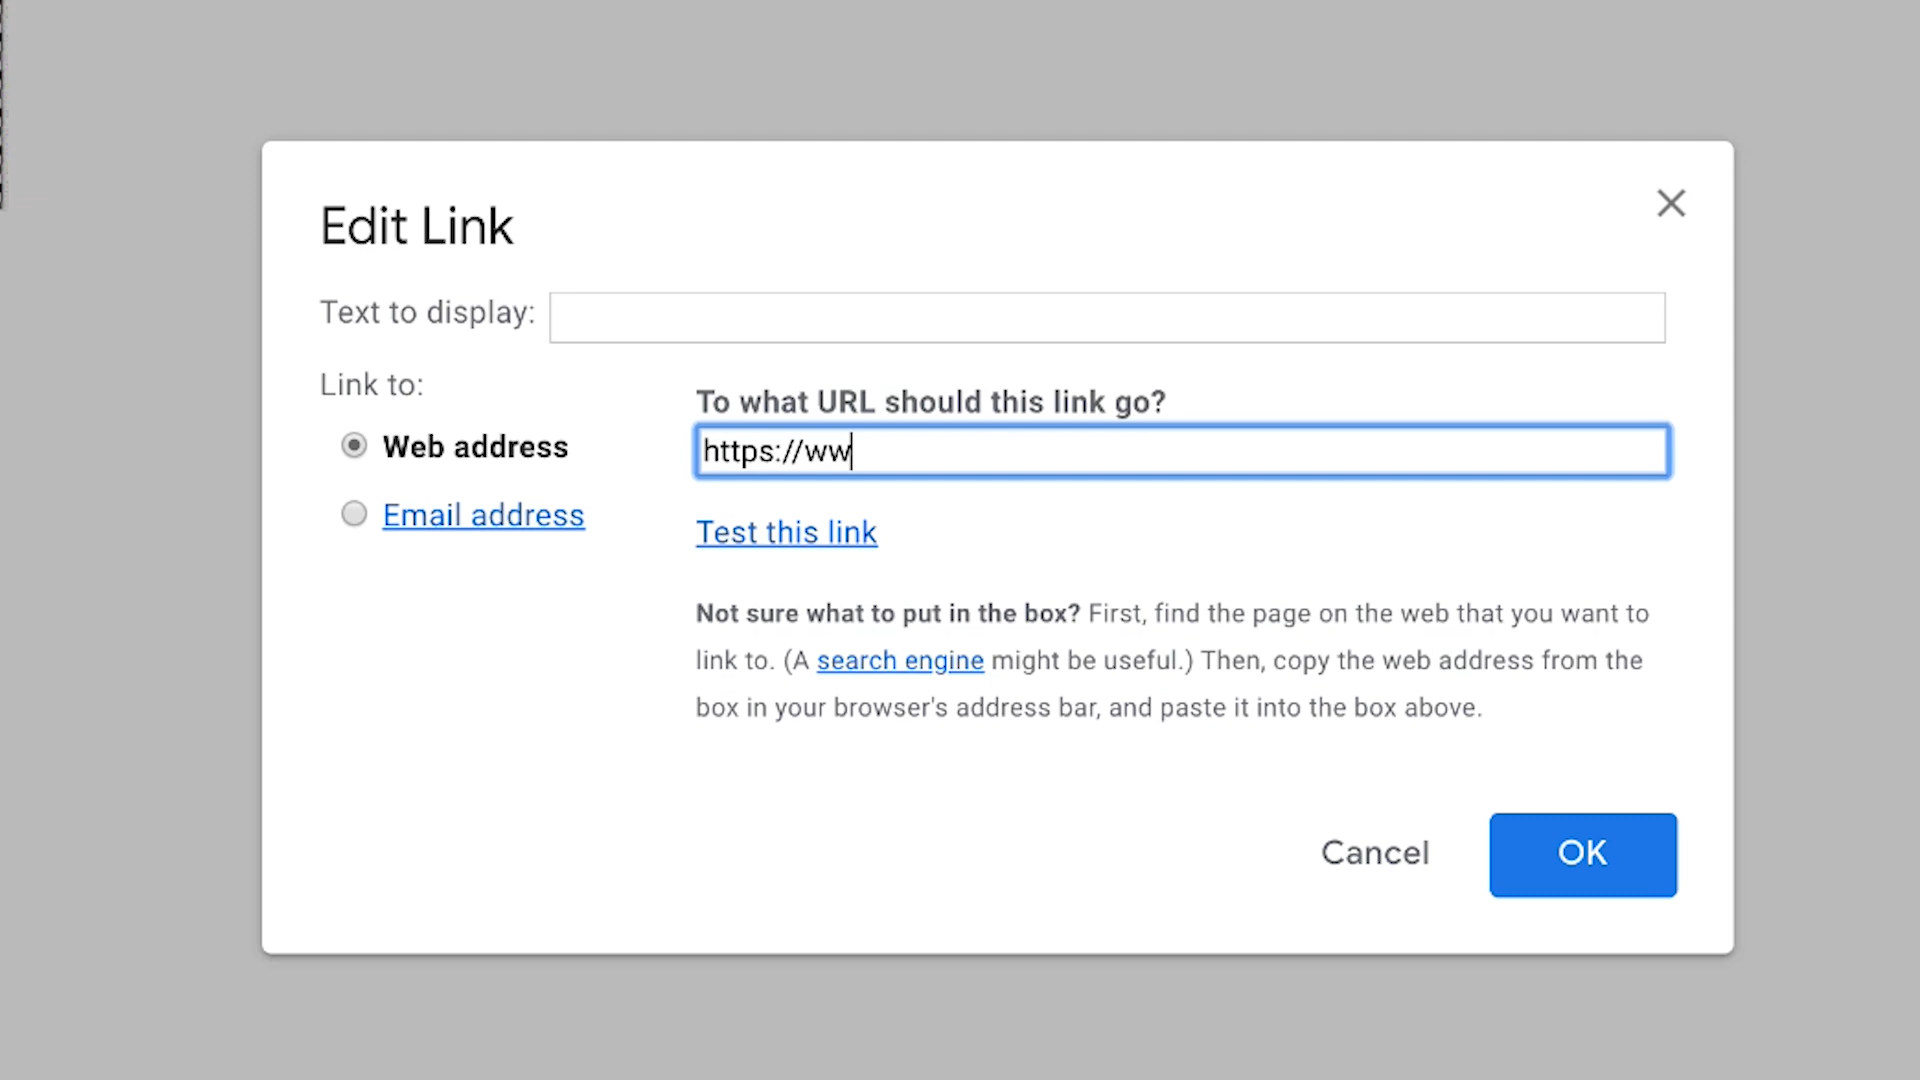 Edit Link
Text to display:
Link to:
To what URL should this link go?
Web address
https://ww
Email address
Test this link
Not sure what to put in the box? First, find the page on the web that you want to
link to. (A search engine might be useful.) Then, copy the web address from the
box in your browser's address bar, and paste it into the box above.
Cancel
OK